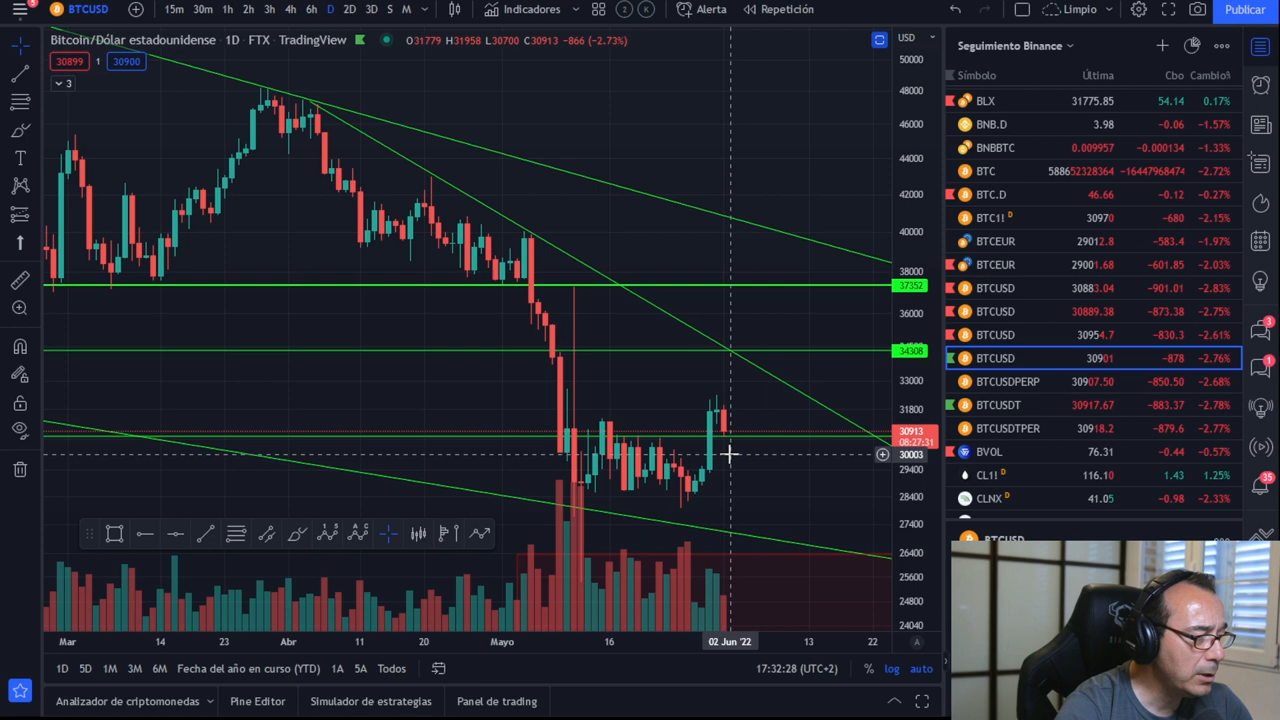 5
BTCUSD 15m 30m 1h 2h 3h 4h 6h D 2D 3D S M Indicadores 2 K Alerta Repetición Limpio Publicar
Bitcoin/Dólar estadounidense · 1D · FTX · TradingView O31779 H31958 L30700 C30913 −866 (−2.73%)
30899 1 30900
3
USD
50000
48000
46000
44000
42000
40000
38000
37352
36000
34308
33000
31800
30913
08:27:31
30003
29400
28400
27400
26400
25600
24800
24040
Mar 14 23 Abr 11 20 Mayo 16 02 Jun '22 13 22 A
1D 5D 1M 3M 6M Fecha del año en curso (YTD) 1A 5A Todos 17:32:28 (UTC+2) % log auto
Analizador de criptomonedas Pine Editor Simulador de estrategias Panel de trading
Seguimiento Binance
Símbolo Última Cbo Cambio%
BLX 31775.85 54.14 0.17%
BNB.D 3.98 −0.06 −1.57%
BNBBTC 0.009957 −0.000134 −1.33%
BTC 588652328364 −1644798474 −2.72%
BTC.D 46.66 −0.12 −0.27%
BTC1! D 30970 −680 −2.15%
BTCEUR 29012.8 −583.4 −1.97%
BTCEUR 29001.68 −601.85 −2.03%
BTCUSD 30883.04 −901.01 −2.83%
BTCUSD 30889.38 −873.38 −2.75%
BTCUSD 30954.7 −830.3 −2.61%
BTCUSD 30901 −878 −2.76%
BTCUSDPERP 30907.50 −850.50 −2.68%
BTCUSDT 30917.67 −883.37 −2.78%
BTCUSDTPER 30918.2 −879.6 −2.77%
BVOL 76.31 −0.44 −0.57%
CL1! D 116.10 1.43 1.25%
CLNX D 41.05 −0.98 −2.33%
BTCUSD
3
1
35